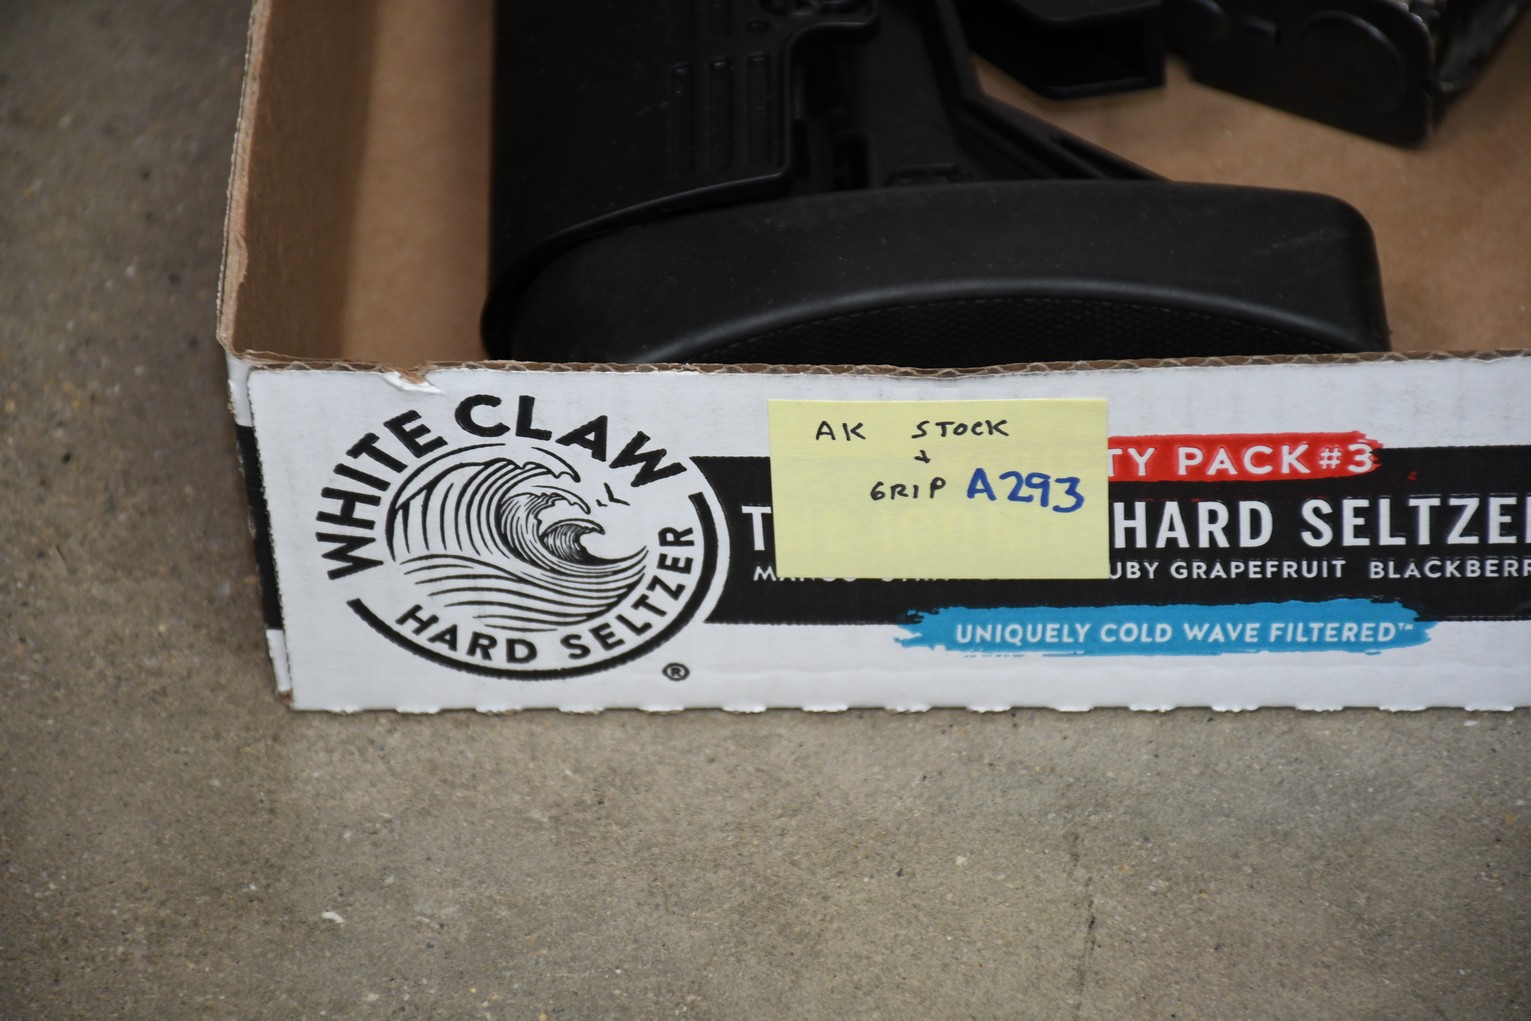 WHITE CLAW
HARD SELTZER
®
AK STOCK
+
GRIP A293
TY PACK #3
HARD SELTZE
UBY GRAPEFRUIT BLACKBERR
UNIQUELY COLD WAVE FILTERED™